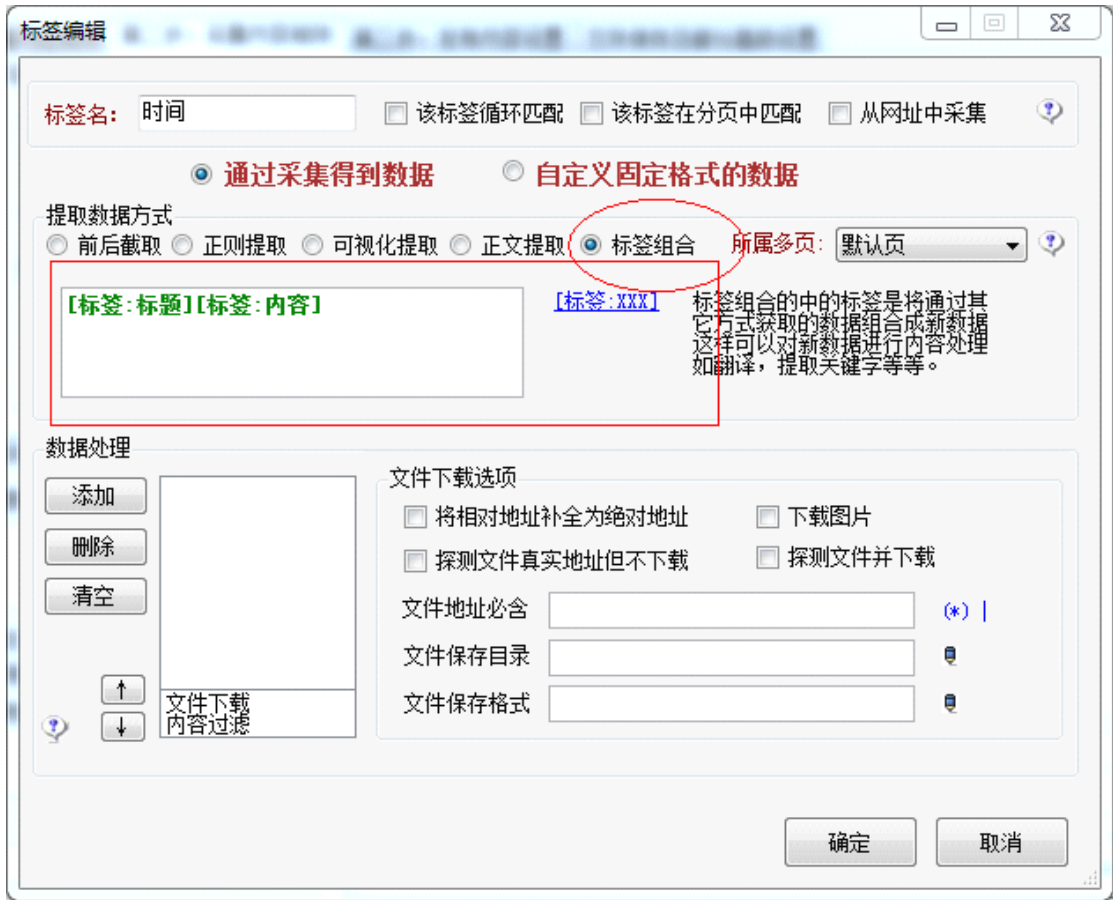 标签编辑
标签名: 时间 该标签循环匹配 该标签在分页中匹配 从网址中采集
通过采集得到数据 自定义固定格式的数据
提取数据方式
前后截取 正则提取 可视化提取 正文提取 标签组合 所属多页: 默认页
[标签:标题][标签:内容] [标签:XXX]
标签组合的中的标签是将通过其
它方式获取的数据组合成新数据
这样可以对新数据进行内容处理
如翻译，提取关键字等等。
数据处理
添加
删除
清空
↑
↓
文件下载
内容过滤
文件下载选项
将相对地址补全为绝对地址 下载图片
探测文件真实地址但不下载 探测文件并下载
文件地址必含 (*) |
文件保存目录
文件保存格式
确定 取消